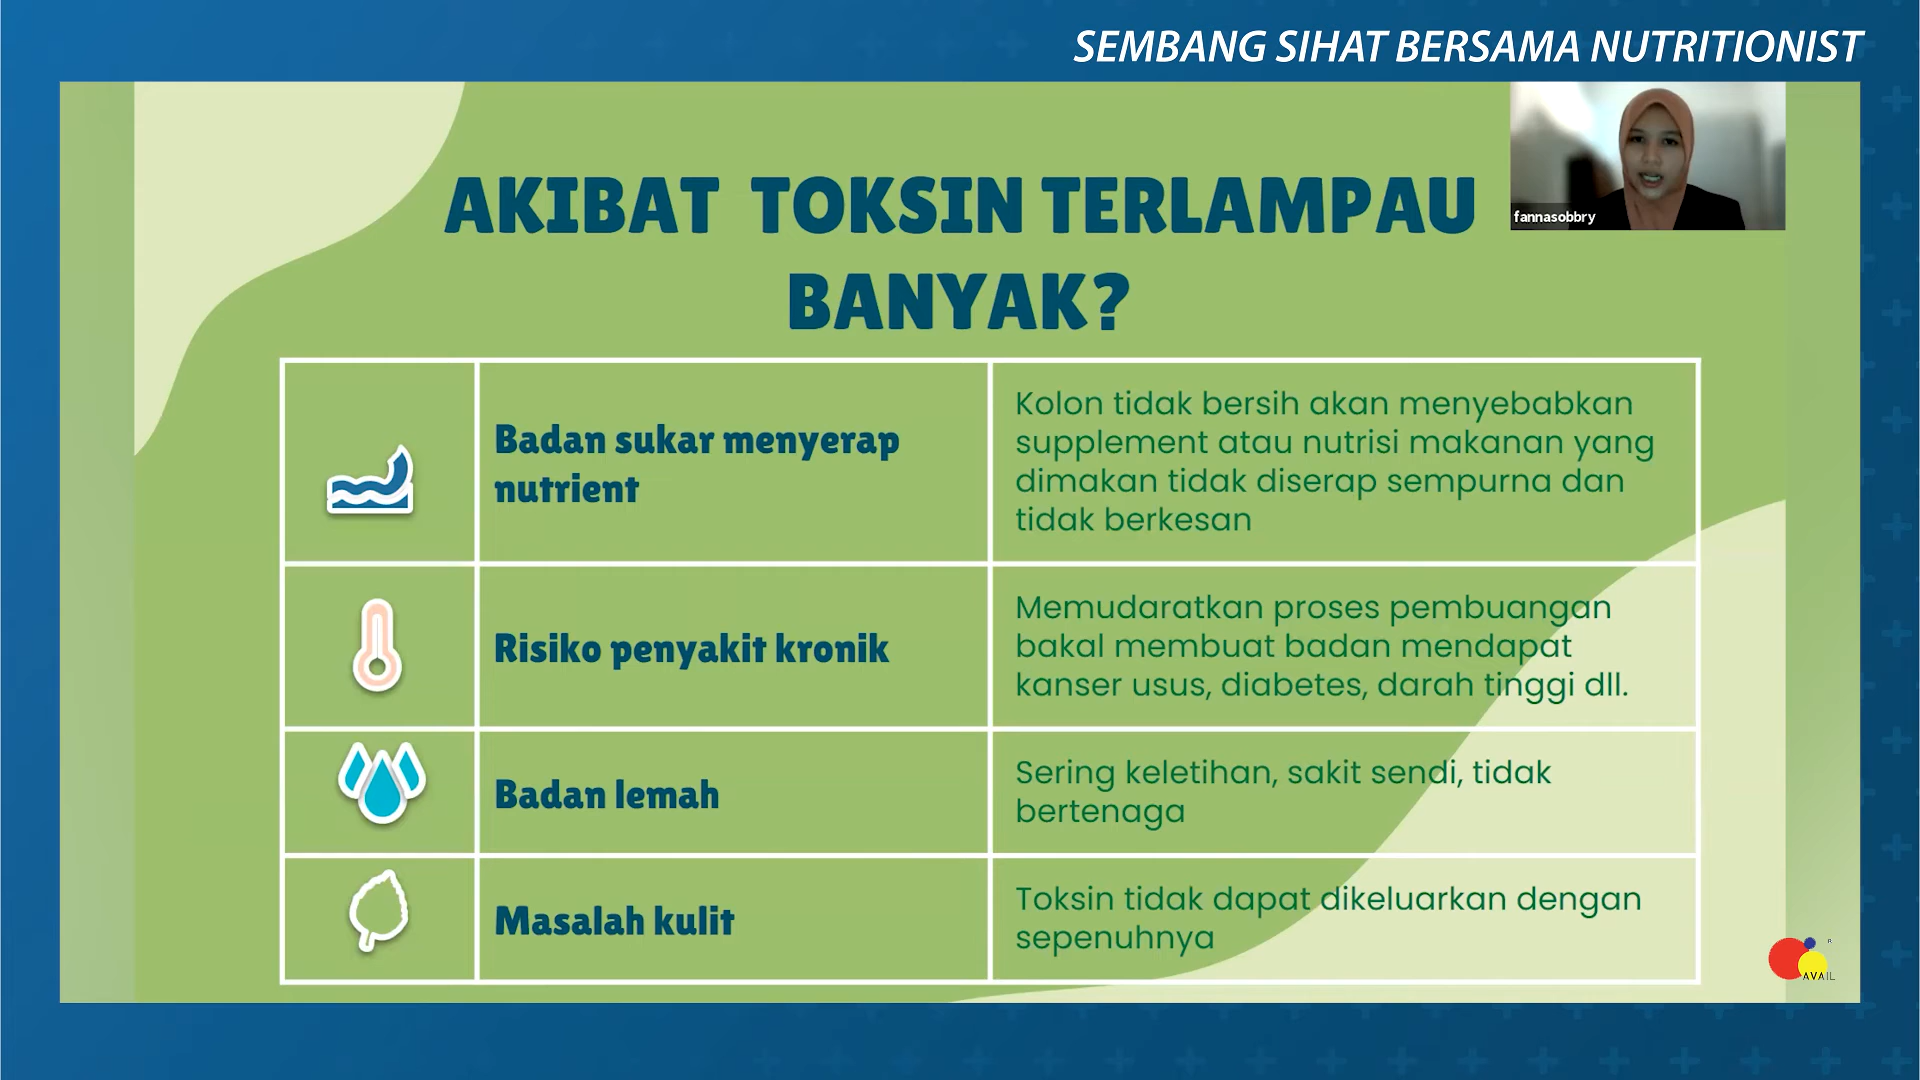 SEMBANG SIHAT BERSAMA NUTRITIONIST
fannasobbry
AKIBAT TOKSIN TERLAMPAU
BANYAK?
Badan sukar menyerap
nutrient
Kolon tidak bersih akan menyebabkan
supplement atau nutrisi makanan yang
dimakan tidak diserap sempurna dan
tidak berkesan
Risiko penyakit kronik
Memudaratkan proses pembuangan
bakal membuat badan mendapat
kanser usus, diabetes, darah tinggi dll.
Badan lemah
Sering keletihan, sakit sendi, tidak
bertenaga
Masalah kulit
Toksin tidak dapat dikeluarkan dengan
sepenuhnya
R
AVAIL